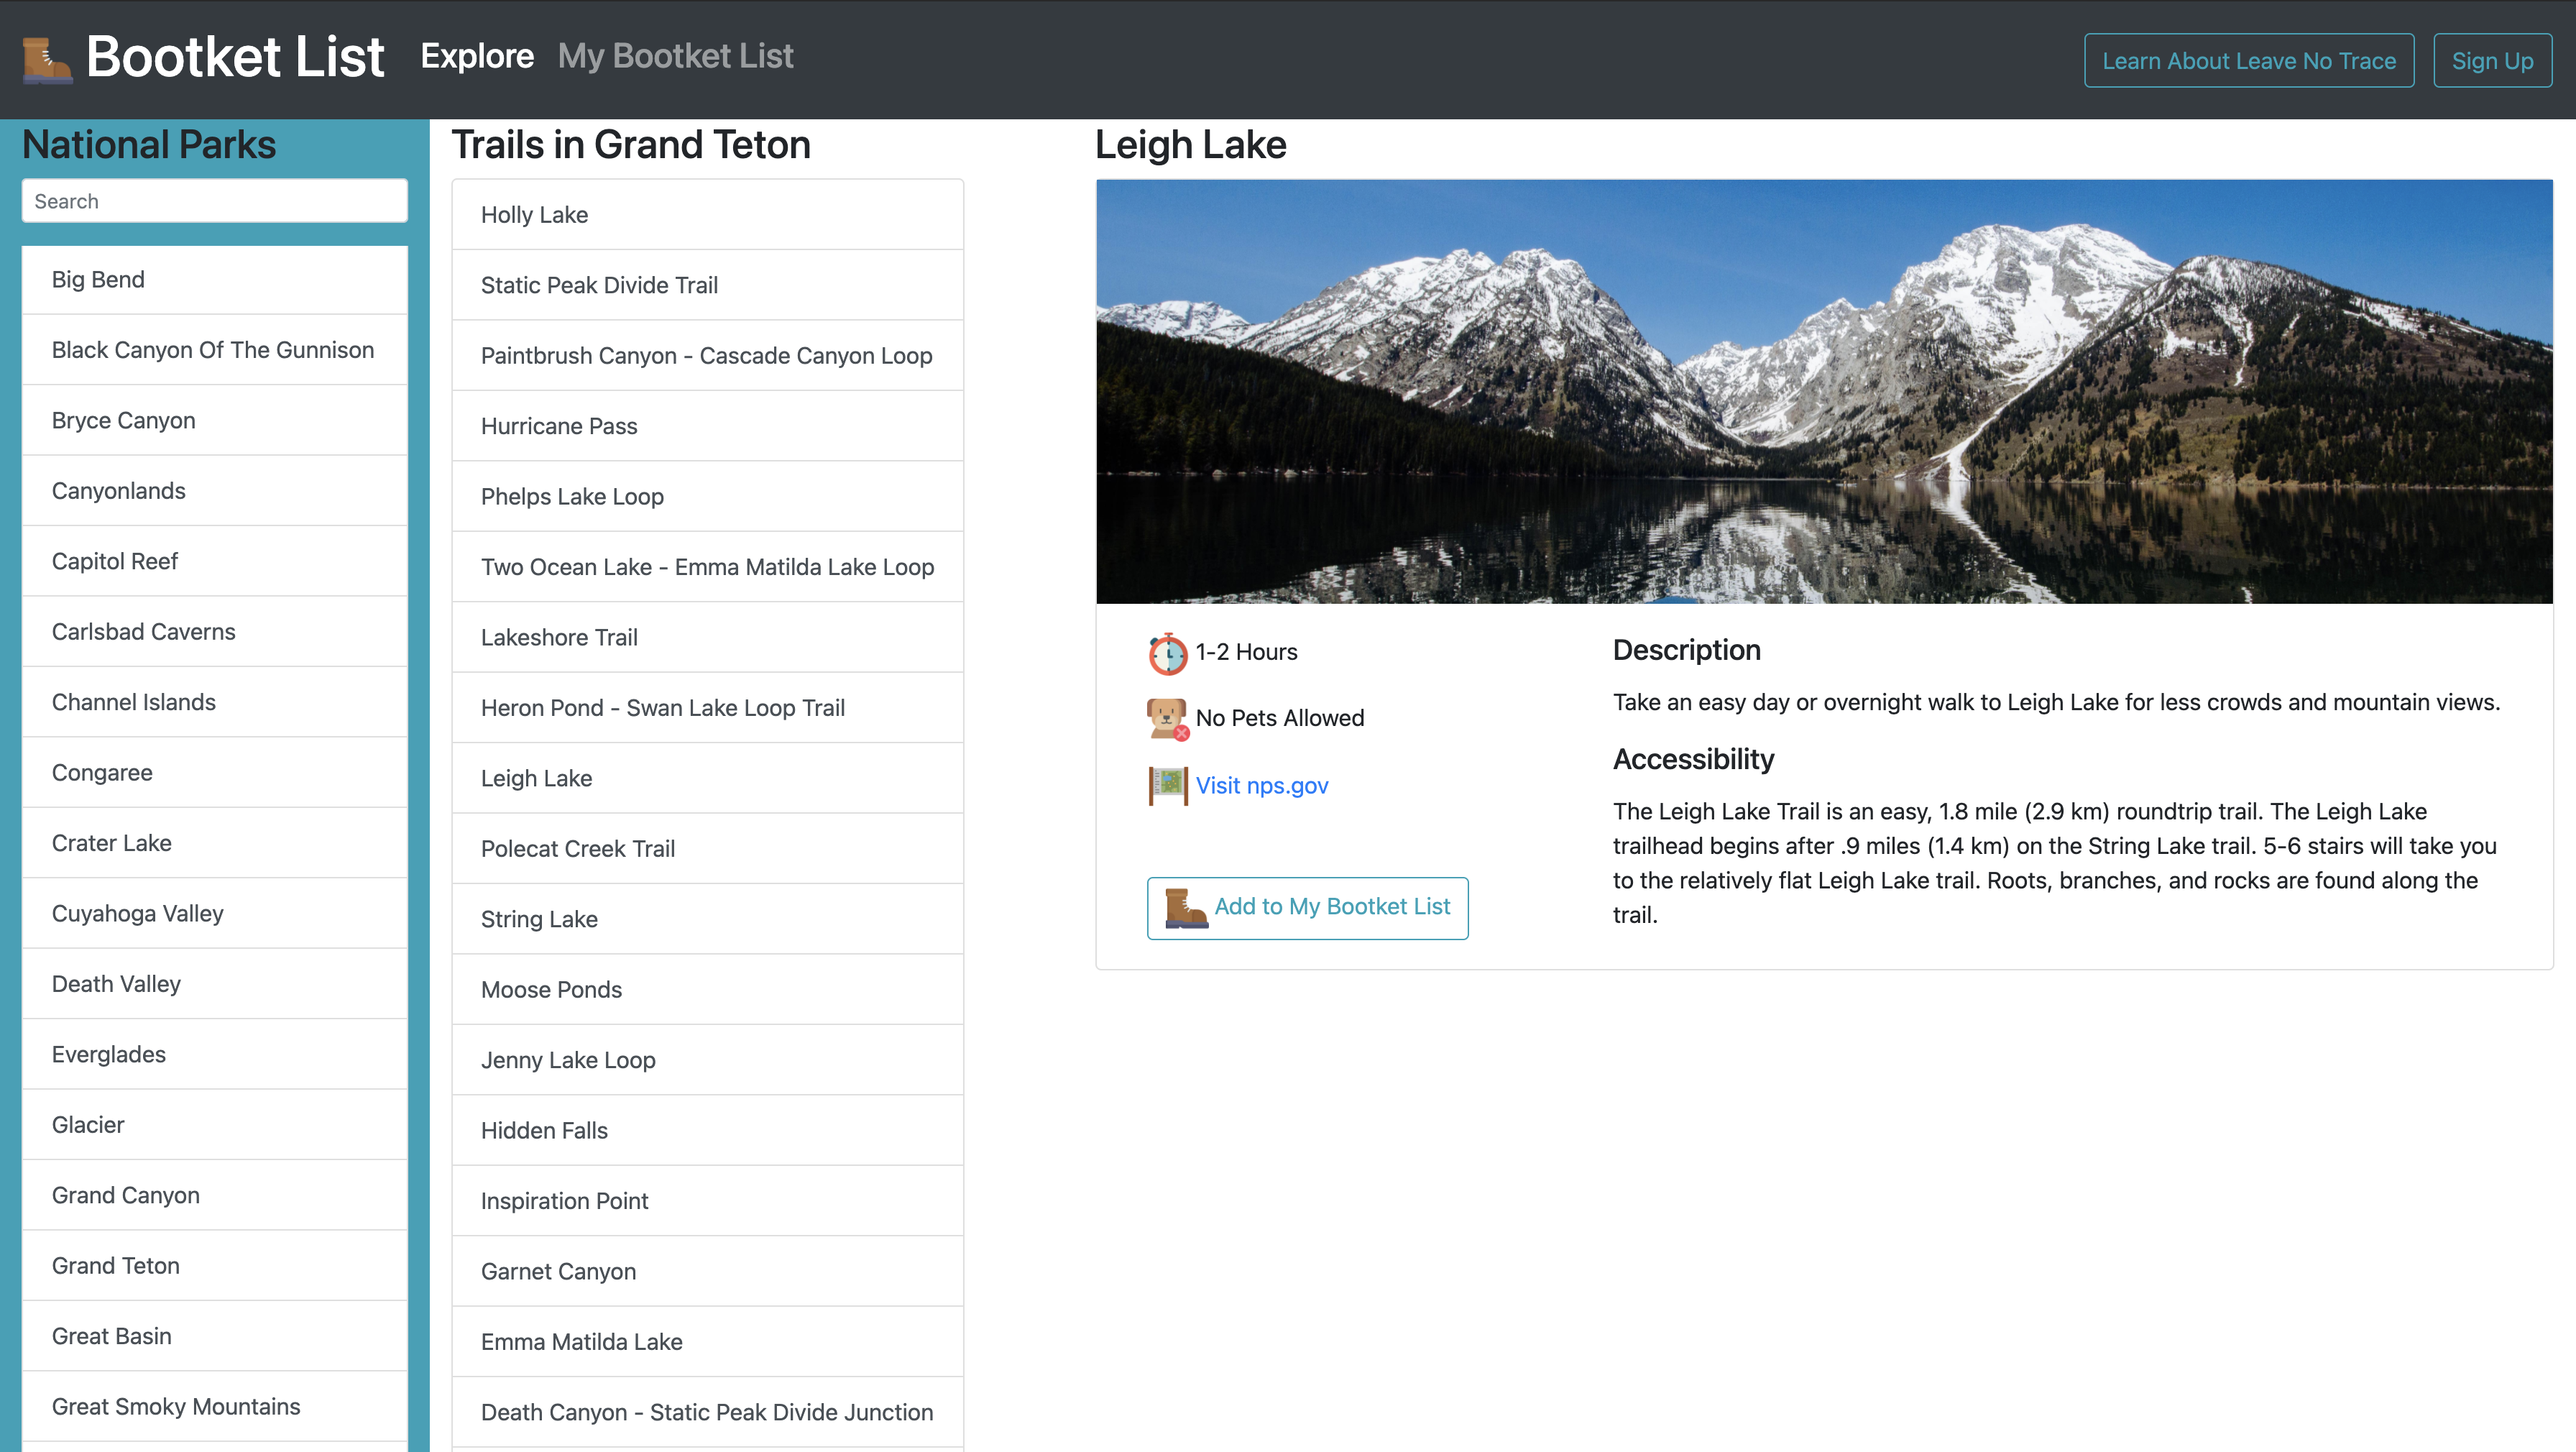 Bootket List
Explore
My Bootket List
Learn About Leave No Trace
Sign Up
National Parks
Search
Big Bend
Black Canyon Of The Gunnison
Bryce Canyon
Canyonlands
Capitol Reef
Carlsbad Caverns
Channel Islands
Congaree
Crater Lake
Cuyahoga Valley
Death Valley
Everglades
Glacier
Grand Canyon
Grand Teton
Great Basin
Great Smoky Mountains
Trails in Grand Teton
Holly Lake
Static Peak Divide Trail
Paintbrush Canyon - Cascade Canyon Loop
Hurricane Pass
Phelps Lake Loop
Two Ocean Lake - Emma Matilda Lake Loop
Lakeshore Trail
Heron Pond - Swan Lake Loop Trail
Leigh Lake
Polecat Creek Trail
String Lake
Moose Ponds
Jenny Lake Loop
Hidden Falls
Inspiration Point
Garnet Canyon
Emma Matilda Lake
Death Canyon - Static Peak Divide Junction
Leigh Lake
1-2 Hours
No Pets Allowed
Visit nps.gov
Add to My Bootket List
Description
Take an easy day or overnight walk to Leigh Lake for less crowds and mountain views.
Accessibility
The Leigh Lake Trail is an easy, 1.8 mile (2.9 km) roundtrip trail. The Leigh Lake
trailhead begins after .9 miles (1.4 km) on the String Lake trail. 5-6 stairs will take you
to the relatively flat Leigh Lake trail. Roots, branches, and rocks are found along the
trail.